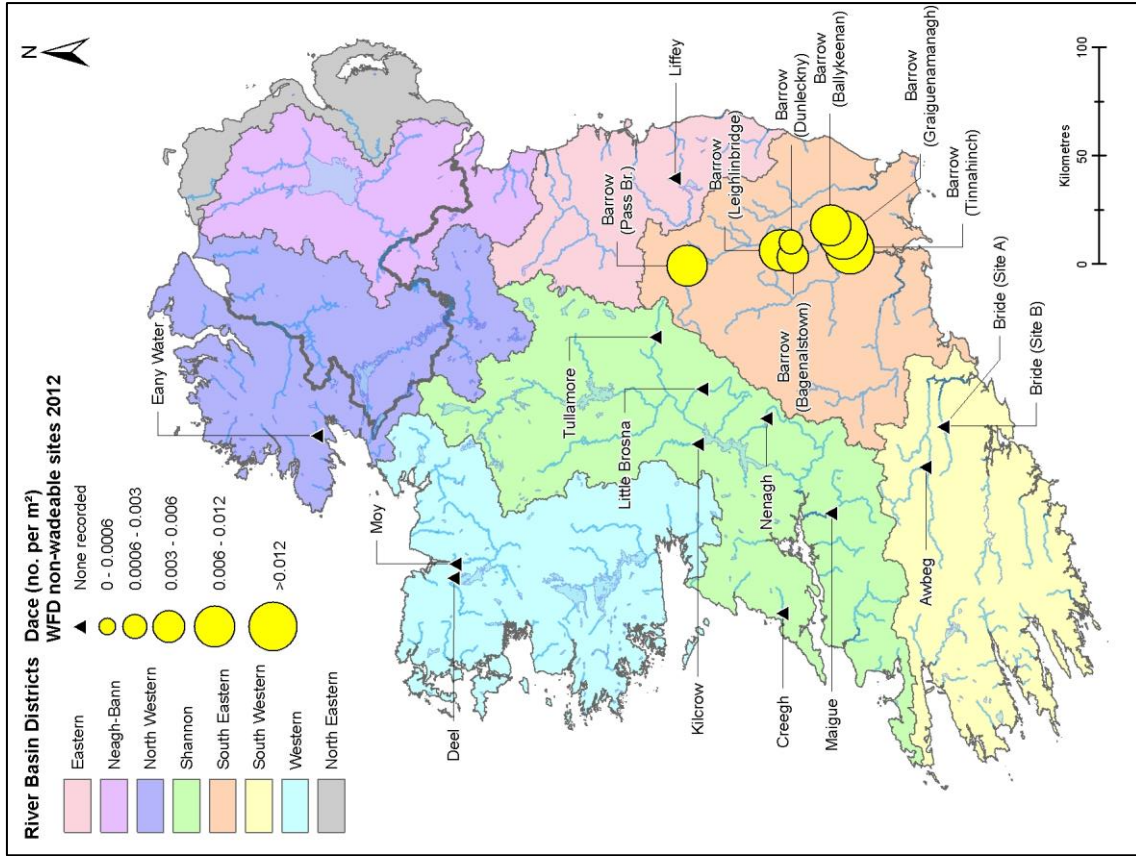 River Basin Districts
Eastern
Neagh-Bann
North Western
Shannon
South Eastern
South Western
Western
North Eastern
Dace (no. per m²)
WFD non-wadeable sites 2012
None recorded
0 - 0.0006
0.0006 - 0.003
0.003 - 0.006
0.006 - 0.012
>0.012
N
Eany Water
Moy
Deel
Tullamore
Little Brosna
Kilcrow
Nenagh
Creegh
Maigue
Awbeg
Bride (Site A)
Bride (Site B)
Liffey
Barrow
(Pass Br.)
Barrow
(Leighlinbridge)
Barrow
(Dunleckny)
Barrow
(Bagenalstown)
Barrow
(Ballykeenan)
Barrow
(Graiguenamanagh)
Barrow
(Tinnahinch)
0 50 100
Kilometres